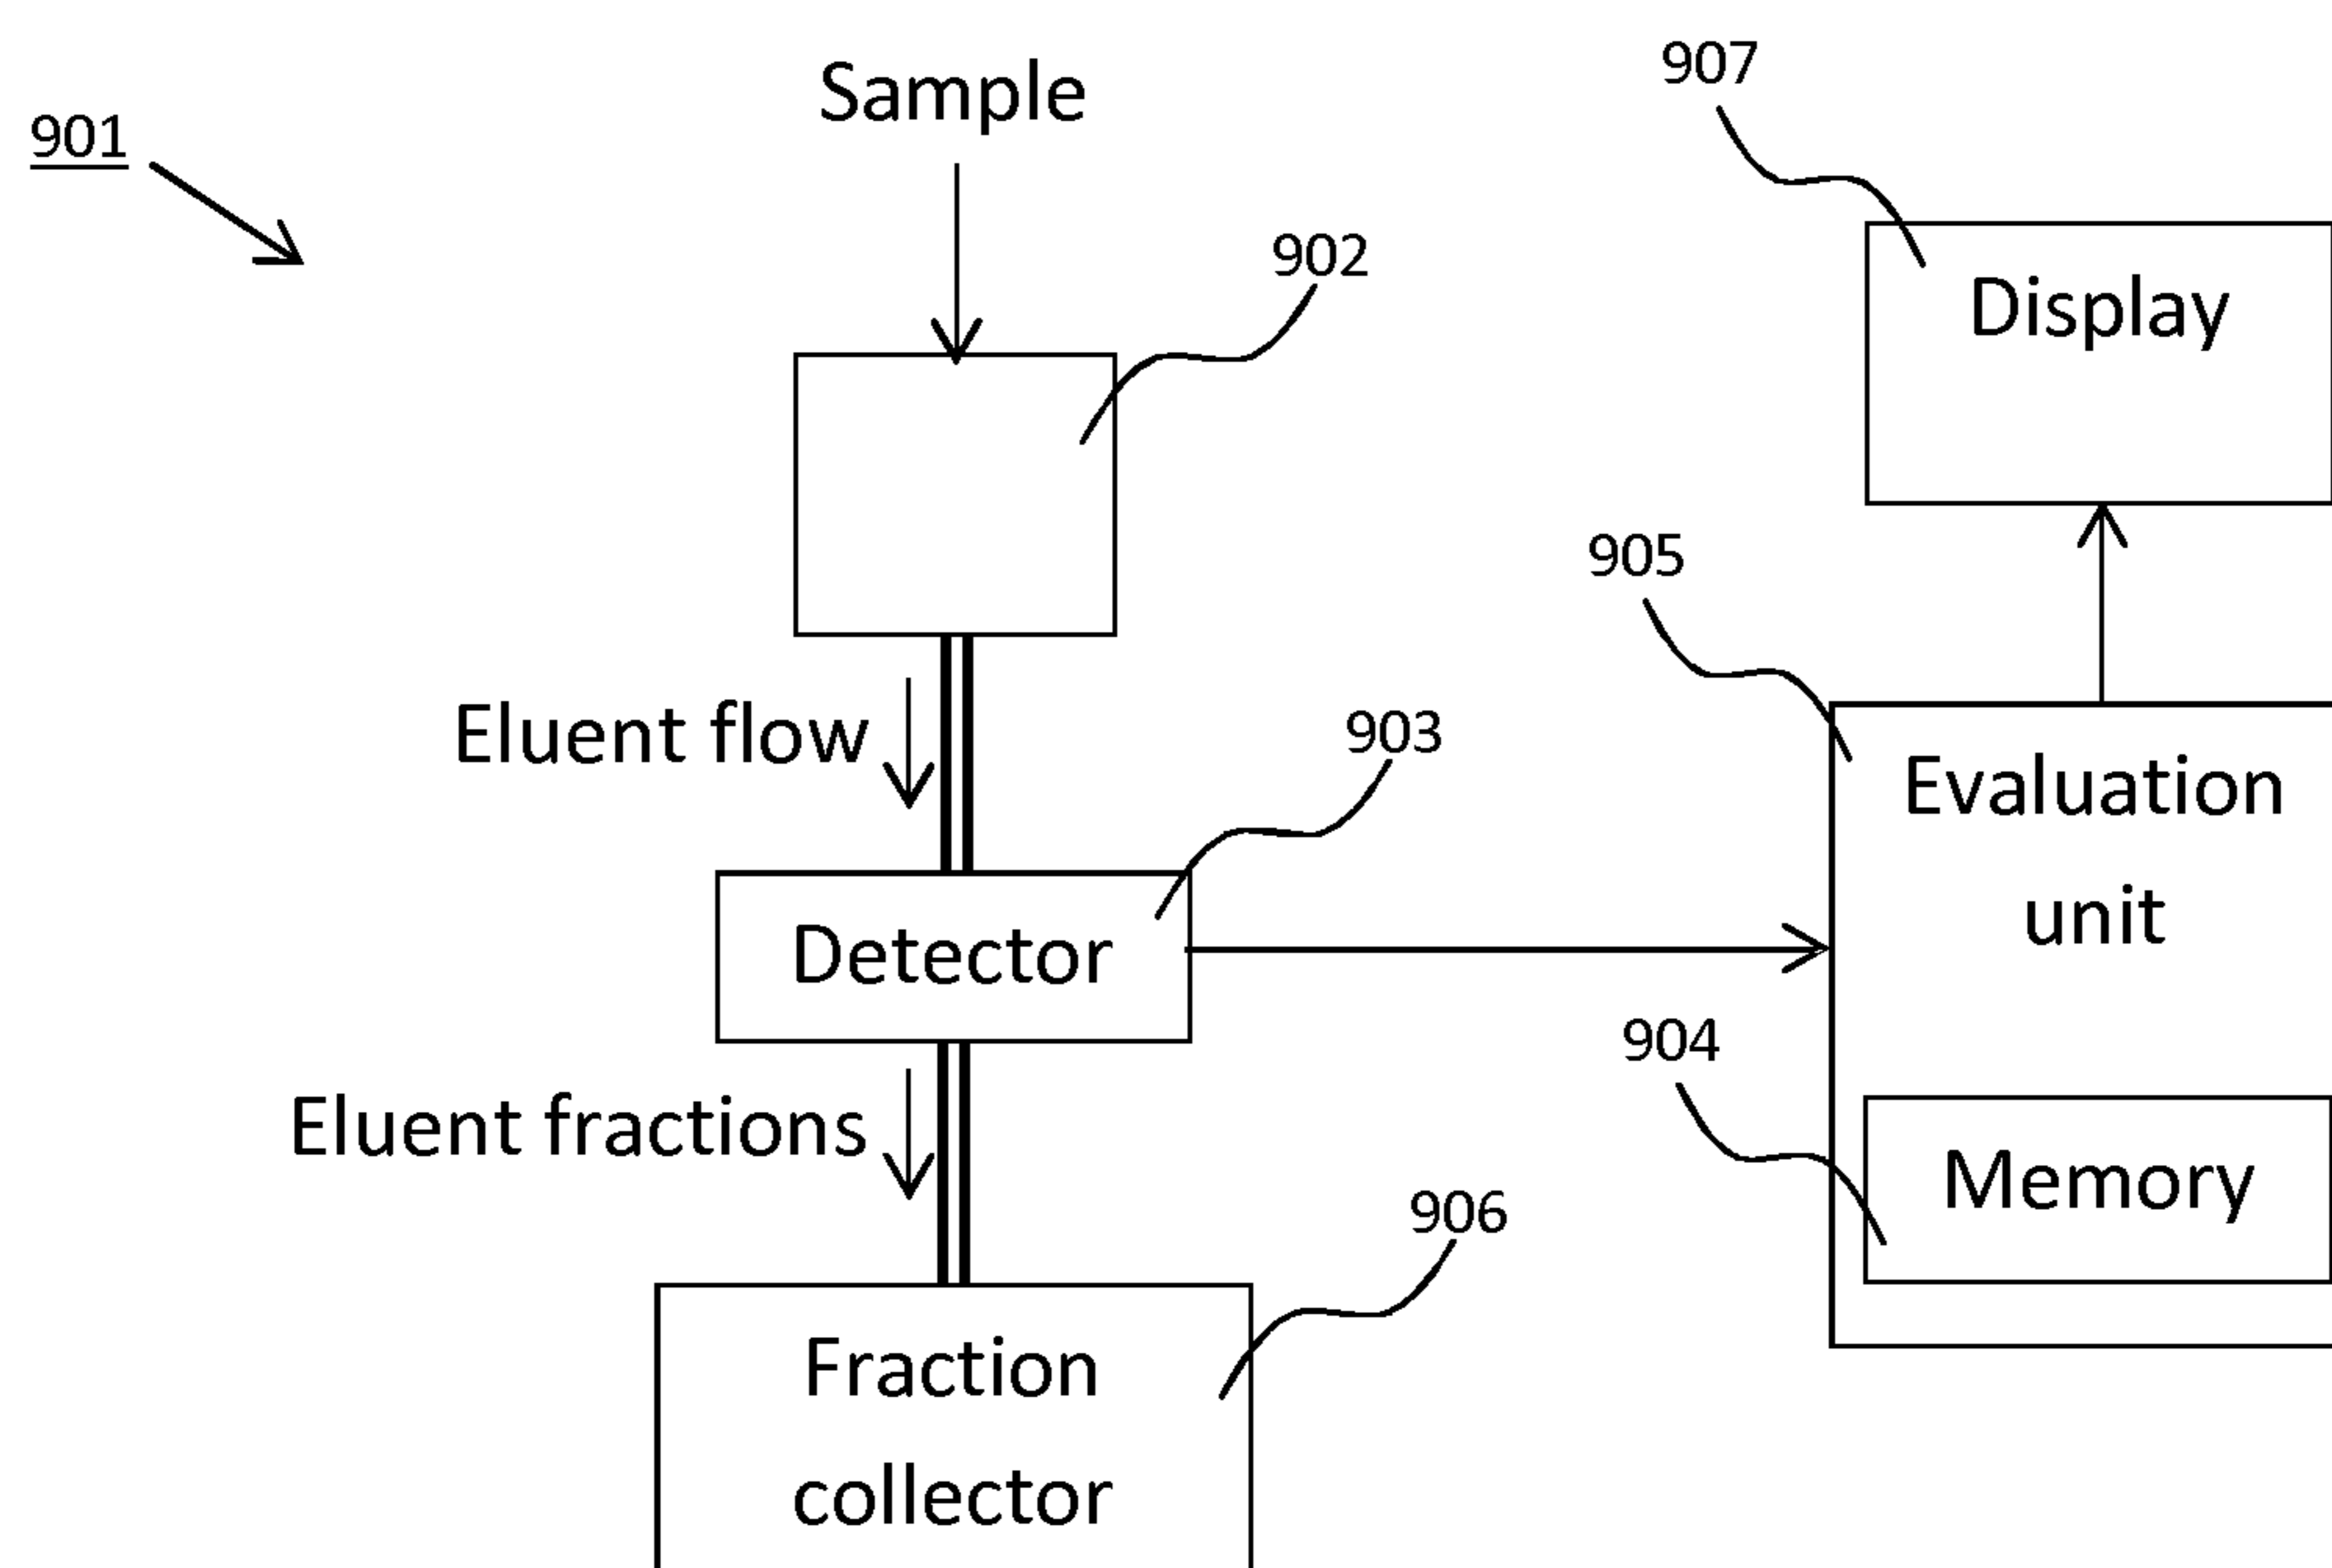 901
Sample
907
902
Display
905
Eluent flow
903
Evaluation
unit
Detector
904
Eluent fractions
Memory
906
Fraction
collector